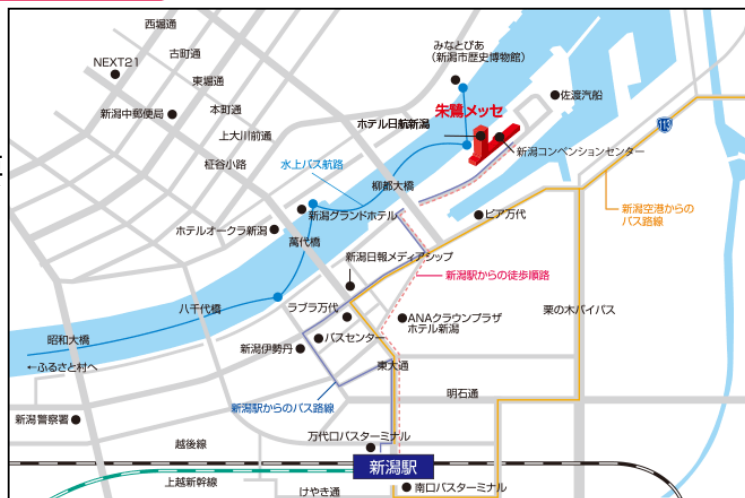 西堀通
古町通
NEXT21
東堀通
新潟中郵便局
本町通
上大川前通
柾谷小路
みなとぴあ
(新潟市歴史博物館)
朱鷺メッセ
佐渡汽船
ホテル日航新潟
新潟コンベンションセンター
113
水上バス航路
柳都大橋
新潟グランドホテル
ピア万代
新潟空港からの
バス路線
ホテルオークラ新潟
萬代橋
新潟日報メディアシップ
新潟駅からの徒歩順路
八千代橋
ラブラ万代
ANAクラウンプラザ
ホテル新潟
栗の木バイパス
昭和大橋
バスセンター
新潟伊勢丹
←ふるさと村へ
東大通
明石通
新潟駅からのバス路線
新潟警察署
万代口バスターミナル
越後線
新潟駅
上越新幹線
けやき通
南口バスターミナル